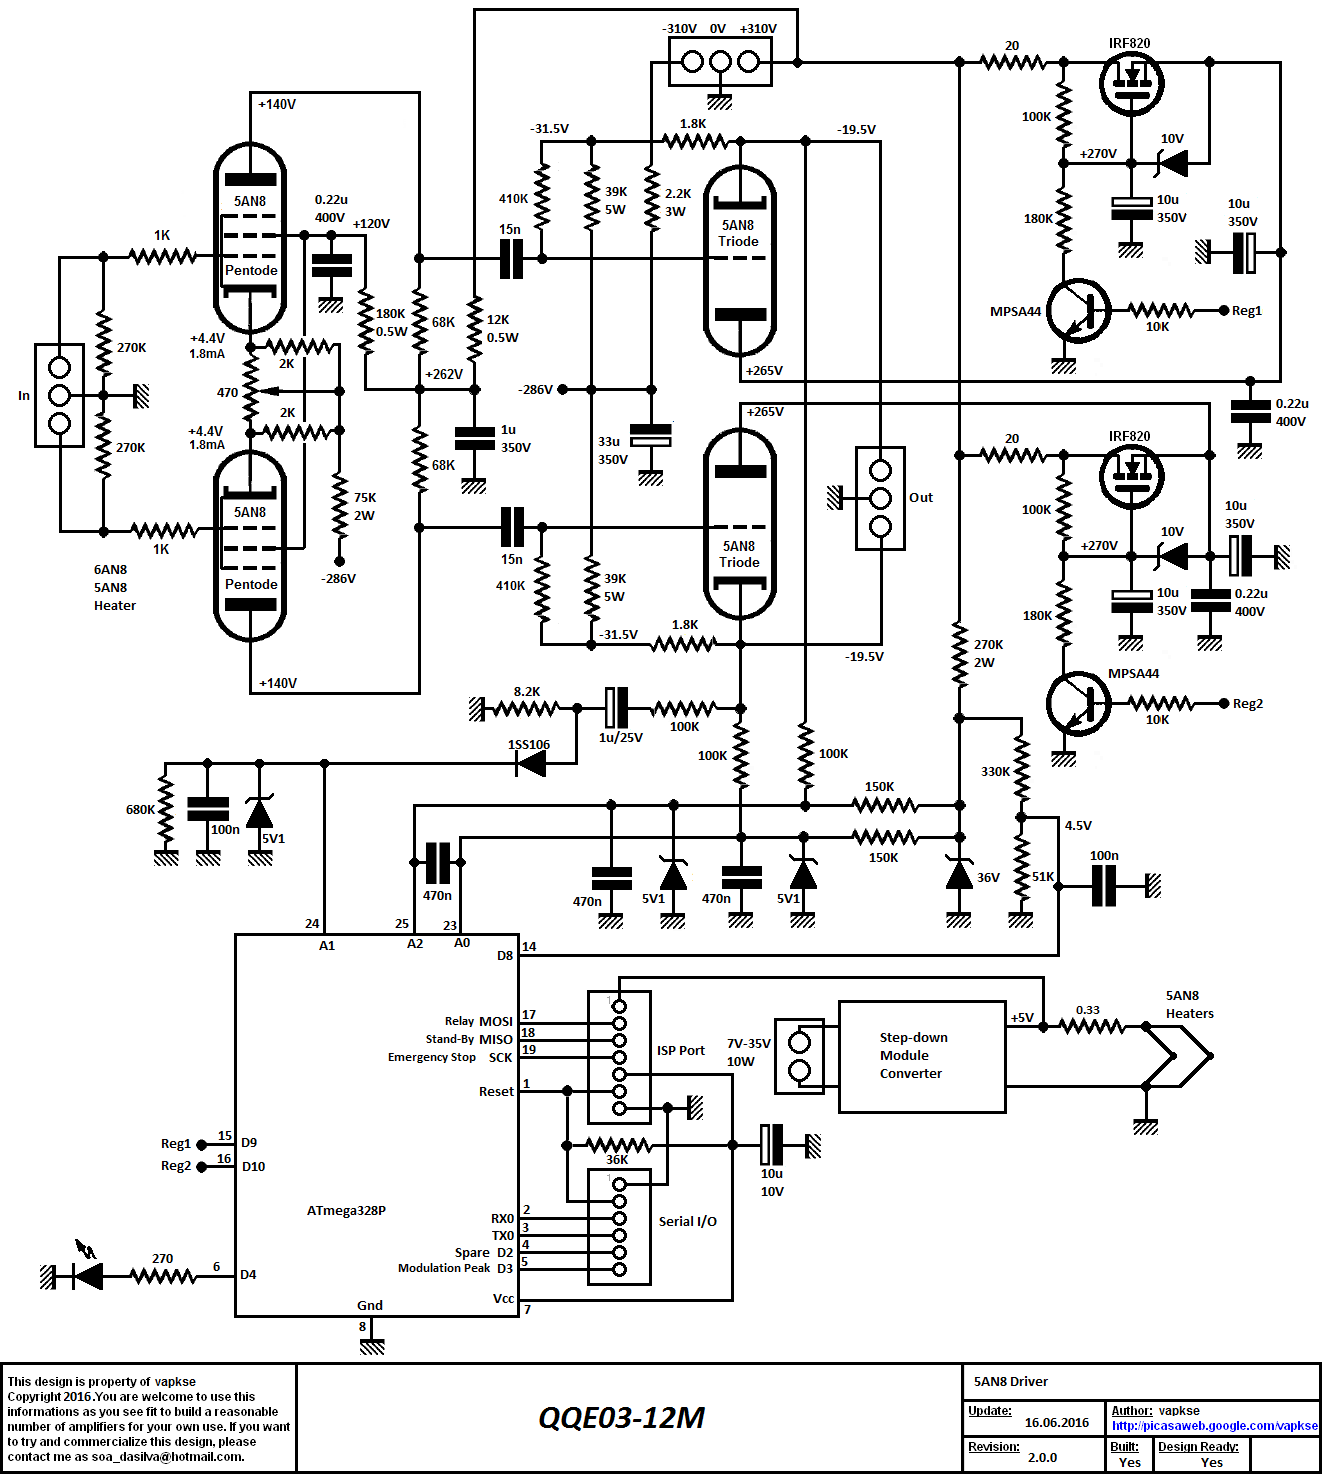 -310V 0V +310V
20
IRF820
+140V
100K
10V
+270V
-31.5V
1.8K
-19.5V
5AN8
0.22u
400V
+120V
410K
39K
5W
2.2K
3W
5AN8
Triode
10u
350V
10u
350V
180K
1K
15n
Pentode
MPSA44
10K
Reg1
180K
0.5W
68K
12K
0.5W
+4.4V
1.8mA
2K
270K
+262V
+265V
In
470
-286V
0.22u
400V
2K
+4.4V
1.8mA
270K
+265V
1u
350V
33u
350V
20
IRF820
68K
75K
2W
Out
100K
10u
350V
5AN8
1K
15n
10V
+270V
5AN8
Triode
6AN8
5AN8
Heater
Pentode
-286V
410K
39K
5W
10u
350V
0.22u
400V
180K
-31.5V
1.8K
-19.5V
270K
2W
+140V
MPSA44
10K
Reg2
8.2K
1u/25V
100K
1SS106
100K
100K
330K
680K
100n
5V1
150K
4.5V
150K
100n
470n
470n
5V1
470n
5V1
36V
51K
24
25
23
A1
A2
A0
D8
14
Relay MOSI 17
Stand-By MISO 18
Emergency Stop SCK 19
Reset 1
1
ISP Port
7V-35V
10W
Step-down
Module
Converter
+5V
0.33
5AN8
Heaters
Reg1 15 D9
Reg2 16 D10
36K
10u
10V
ATmega328P
1
Serial I/O
RX0 2
TX0 3
Spare D2 4
Modulation Peak D3 5
270
6 D4
Vcc
7
Gnd
8
This design is property of vapkse
Copyright 2016.You are welcome to use this
informations as you see fit to build a reasonable
number of amplifiers for your own use. If you want
to try and commercialize this design, please
contact me as soa_dasilva@hotmail.com.
QQE03-12M
5AN8 Driver
Update:
16.06.2016
Author: vapkse
http://picasaweb.google.com/vapkse
Revision:
2.0.0
Built:
Yes
Design Ready:
Yes